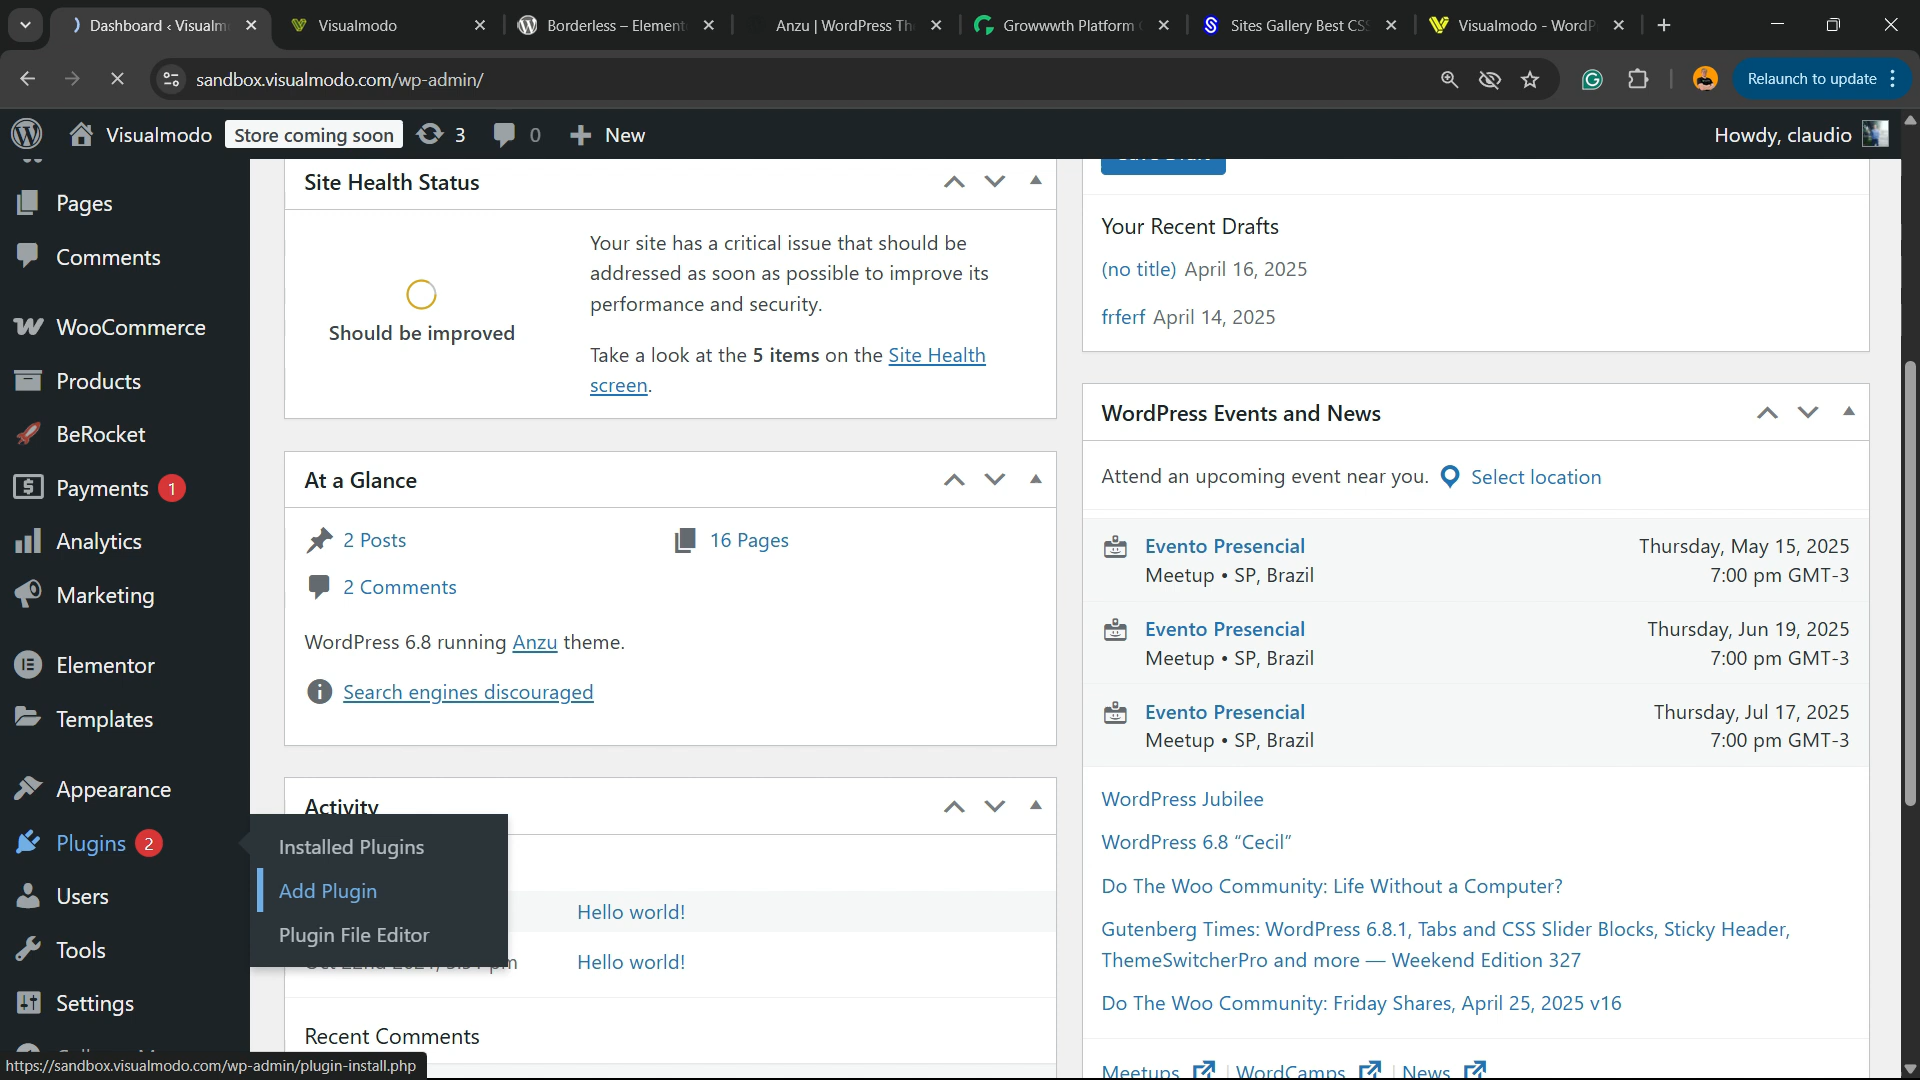 Dashboard ‹ Visualm
Visualmodo
Borderless – Element
Anzu | WordPress Th
Growwwth Platform
Sites Gallery Best CSS
Visualmodo - WordP
sandbox.visualmodo.com/wp-admin/
Relaunch to update
Visualmodo
Store coming soon
3
0
New
Howdy, claudio
Pages
Comments
WooCommerce
Products
BeRocket
Payments 1
Analytics
Marketing
Elementor
Templates
Appearance
Plugins 2
Users
Tools
Settings
Installed Plugins
Add Plugin
Plugin File Editor
Site Health Status
Should be improved
Your site has a critical issue that should be
addressed as soon as possible to improve its
performance and security.
Take a look at the 5 items on the Site Health
screen.
At a Glance
2 Posts
16 Pages
2 Comments
WordPress 6.8 running Anzu theme.
Search engines discouraged
Activity
Hello world!
pm
Hello world!
Recent Comments
Your Recent Drafts
(no title) April 16, 2025
frferf April 14, 2025
WordPress Events and News
Attend an upcoming event near you. Select location
Evento Presencial
Meetup • SP, Brazil
Thursday, May 15, 2025
7:00 pm GMT-3
Evento Presencial
Meetup • SP, Brazil
Thursday, Jun 19, 2025
7:00 pm GMT-3
Evento Presencial
Meetup • SP, Brazil
Thursday, Jul 17, 2025
7:00 pm GMT-3
WordPress Jubilee
WordPress 6.8 “Cecil”
Do The Woo Community: Life Without a Computer?
Gutenberg Times: WordPress 6.8.1, Tabs and CSS Slider Blocks, Sticky Header,
ThemeSwitcherPro and more — Weekend Edition 327
Do The Woo Community: Friday Shares, April 25, 2025 v16
Meetups | WordCamps | News
https://sandbox.visualmodo.com/wp-admin/plugin-install.php